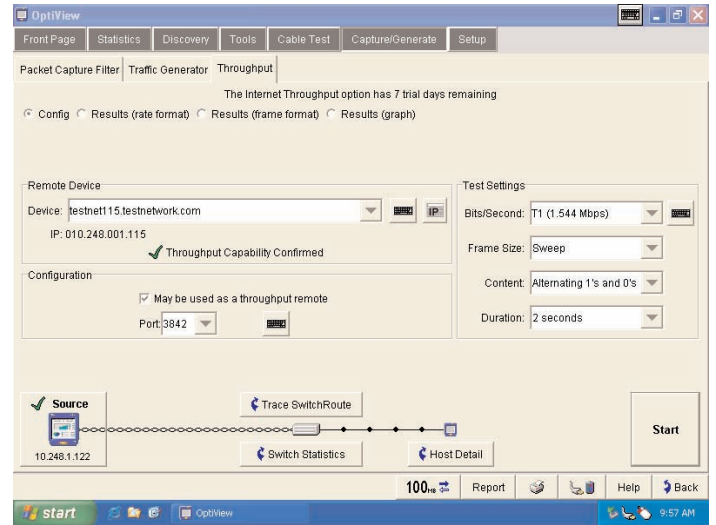 OptiView
Front Page Statistics Discovery Tools Cable Test Capture/Generate Setup
Packet Capture Filter Traffic Generator Throughput
The Internet Throughput option has 7 trial days remaining
Config Results (rate format) Results (frame format) Results (graph)
Remote Device
Device: testnet115.testnetwork.com
IP
IP: 010.248.001.115
Throughput Capability Confirmed
Configuration
May be used as a throughput remote
Port: 3842
Test Settings
Bits/Second: T1 (1.544 Mbps)
Frame Size: Sweep
Content: Alternating 1's and 0's
Duration: 2 seconds
Source
10.248.1.122
Trace SwitchRoute
Switch Statistics
Host Detail
Start
100 Report Help Back
start OptiView 9:57 AM